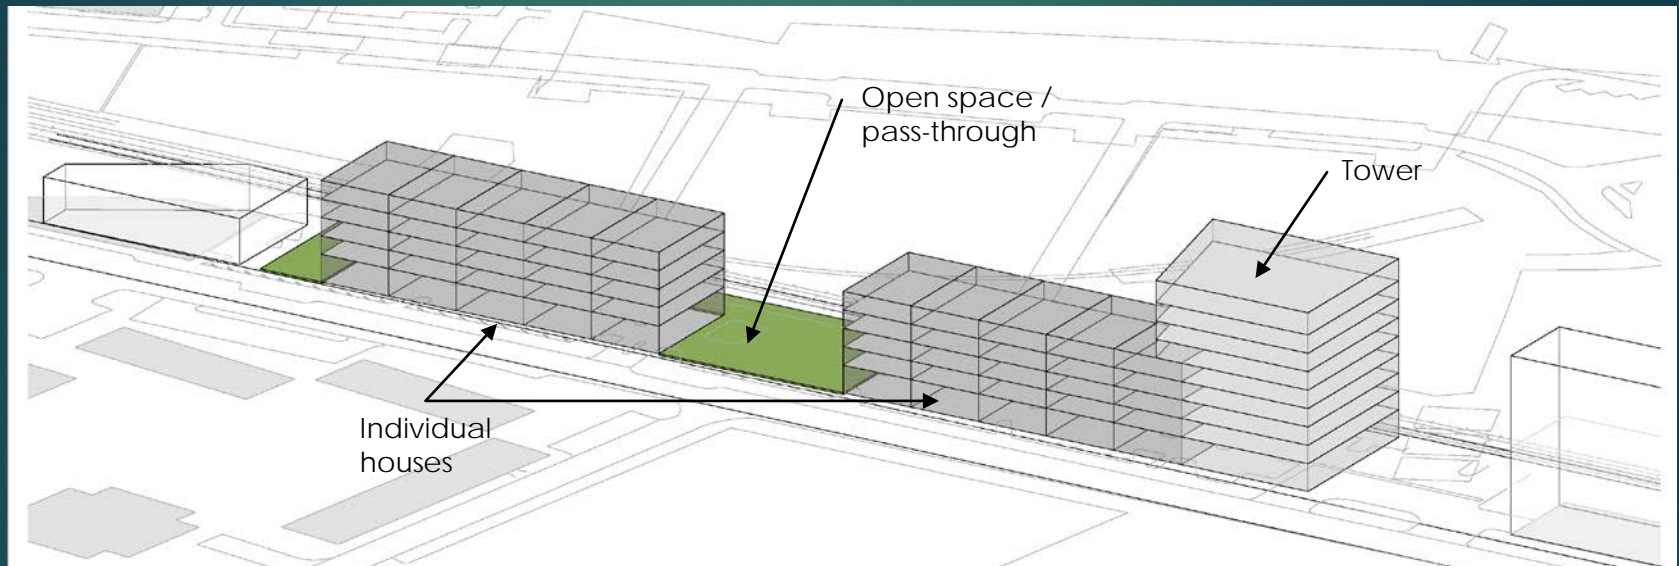 Open space /
pass-through
Tower
Individual
houses